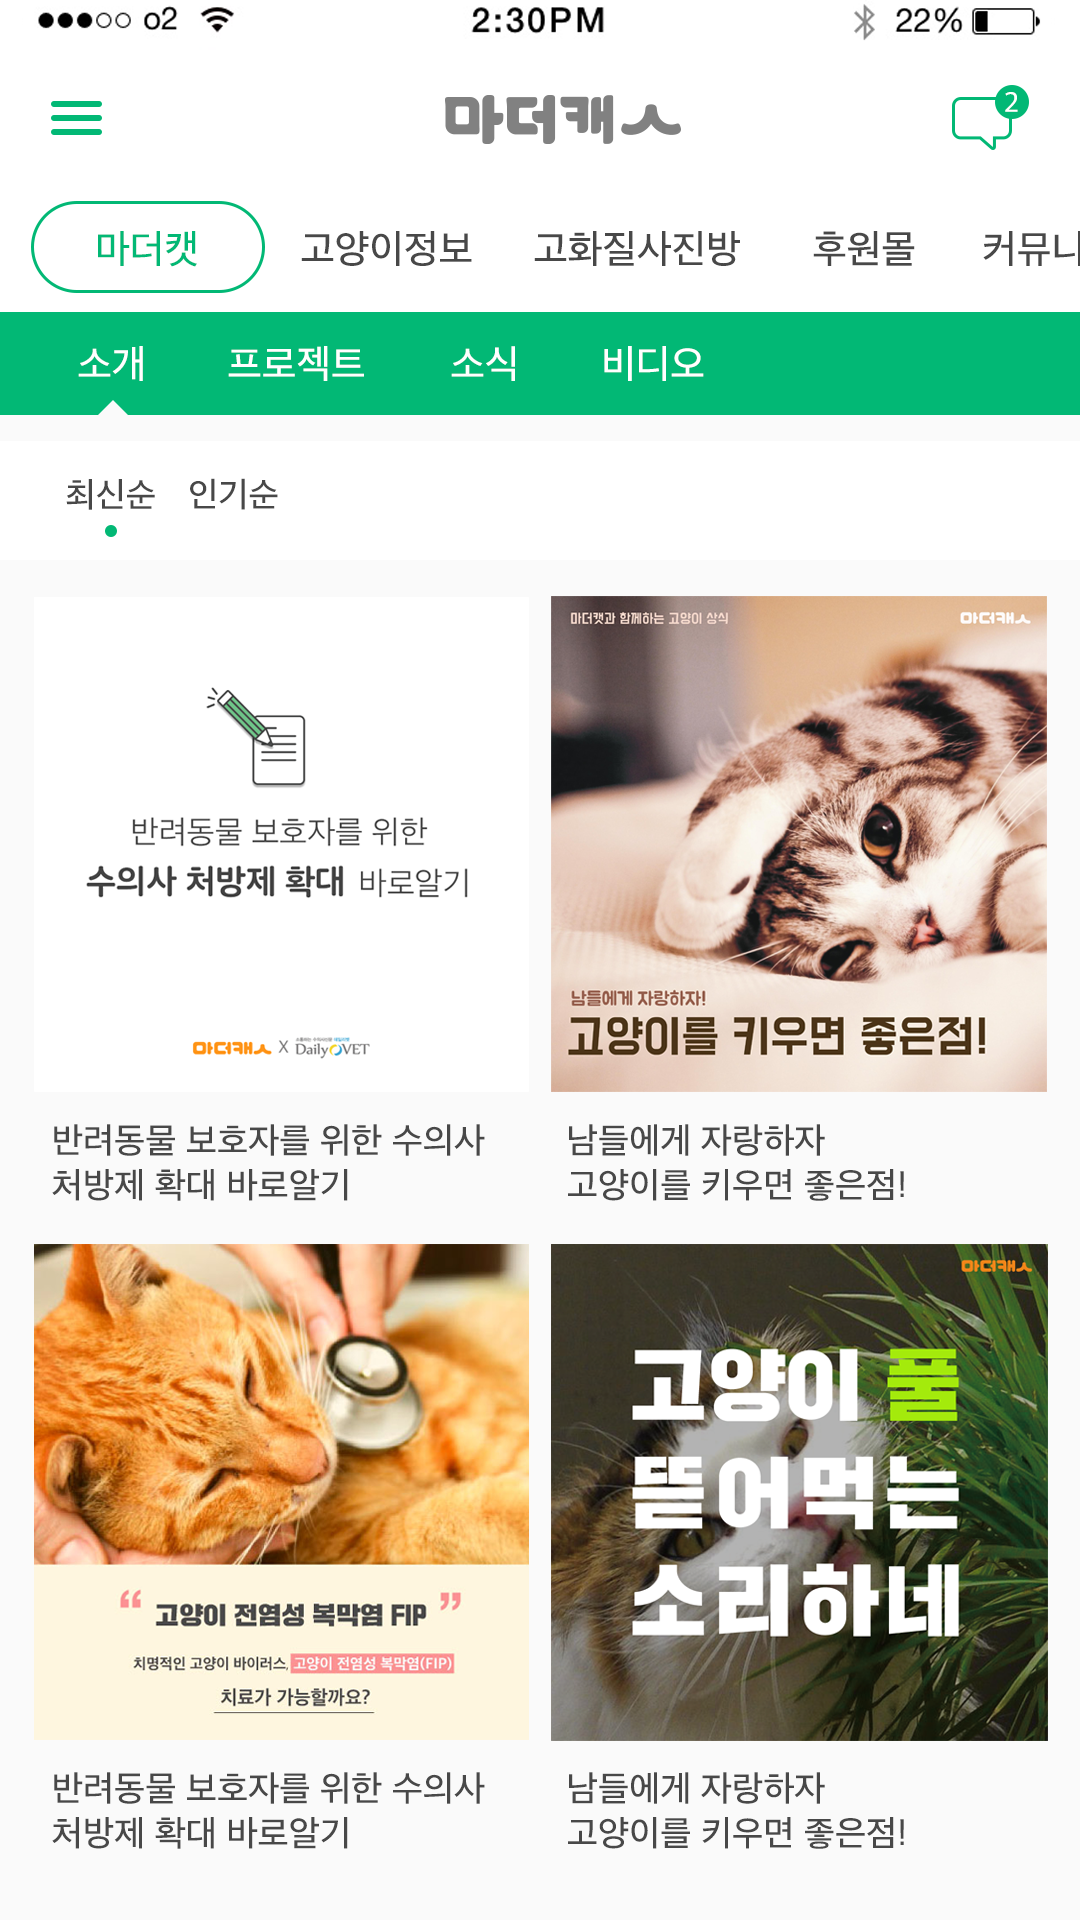 o2 2:30PM 22%
마더캣스 2
마더캣 고양이정보 고화질사진방 후원몰 커뮤니
소개 프로젝트 소식 비디오
최신순 인기순
반려동물 보호자를 위한
수의사 처방제 확대 바로알기
마더캣스 X DailyVET
마더캣과 함께하는 고양이 상식 마더캣스
남들에게 자랑하자!
고양이를 키우면 좋은점!
반려동물 보호자를 위한 수의사
처방제 확대 바로알기
남들에게 자랑하자
고양이를 키우면 좋은점!
“ 고양이 전염성 복막염 FIP ”
치명적인 고양이 바이러스, 고양이 전염성 복막염(FIP)
치료가 가능할까요?
마더캣스
고양이 풀
뜯어먹는
소리하네
반려동물 보호자를 위한 수의사
처방제 확대 바로알기
남들에게 자랑하자
고양이를 키우면 좋은점!